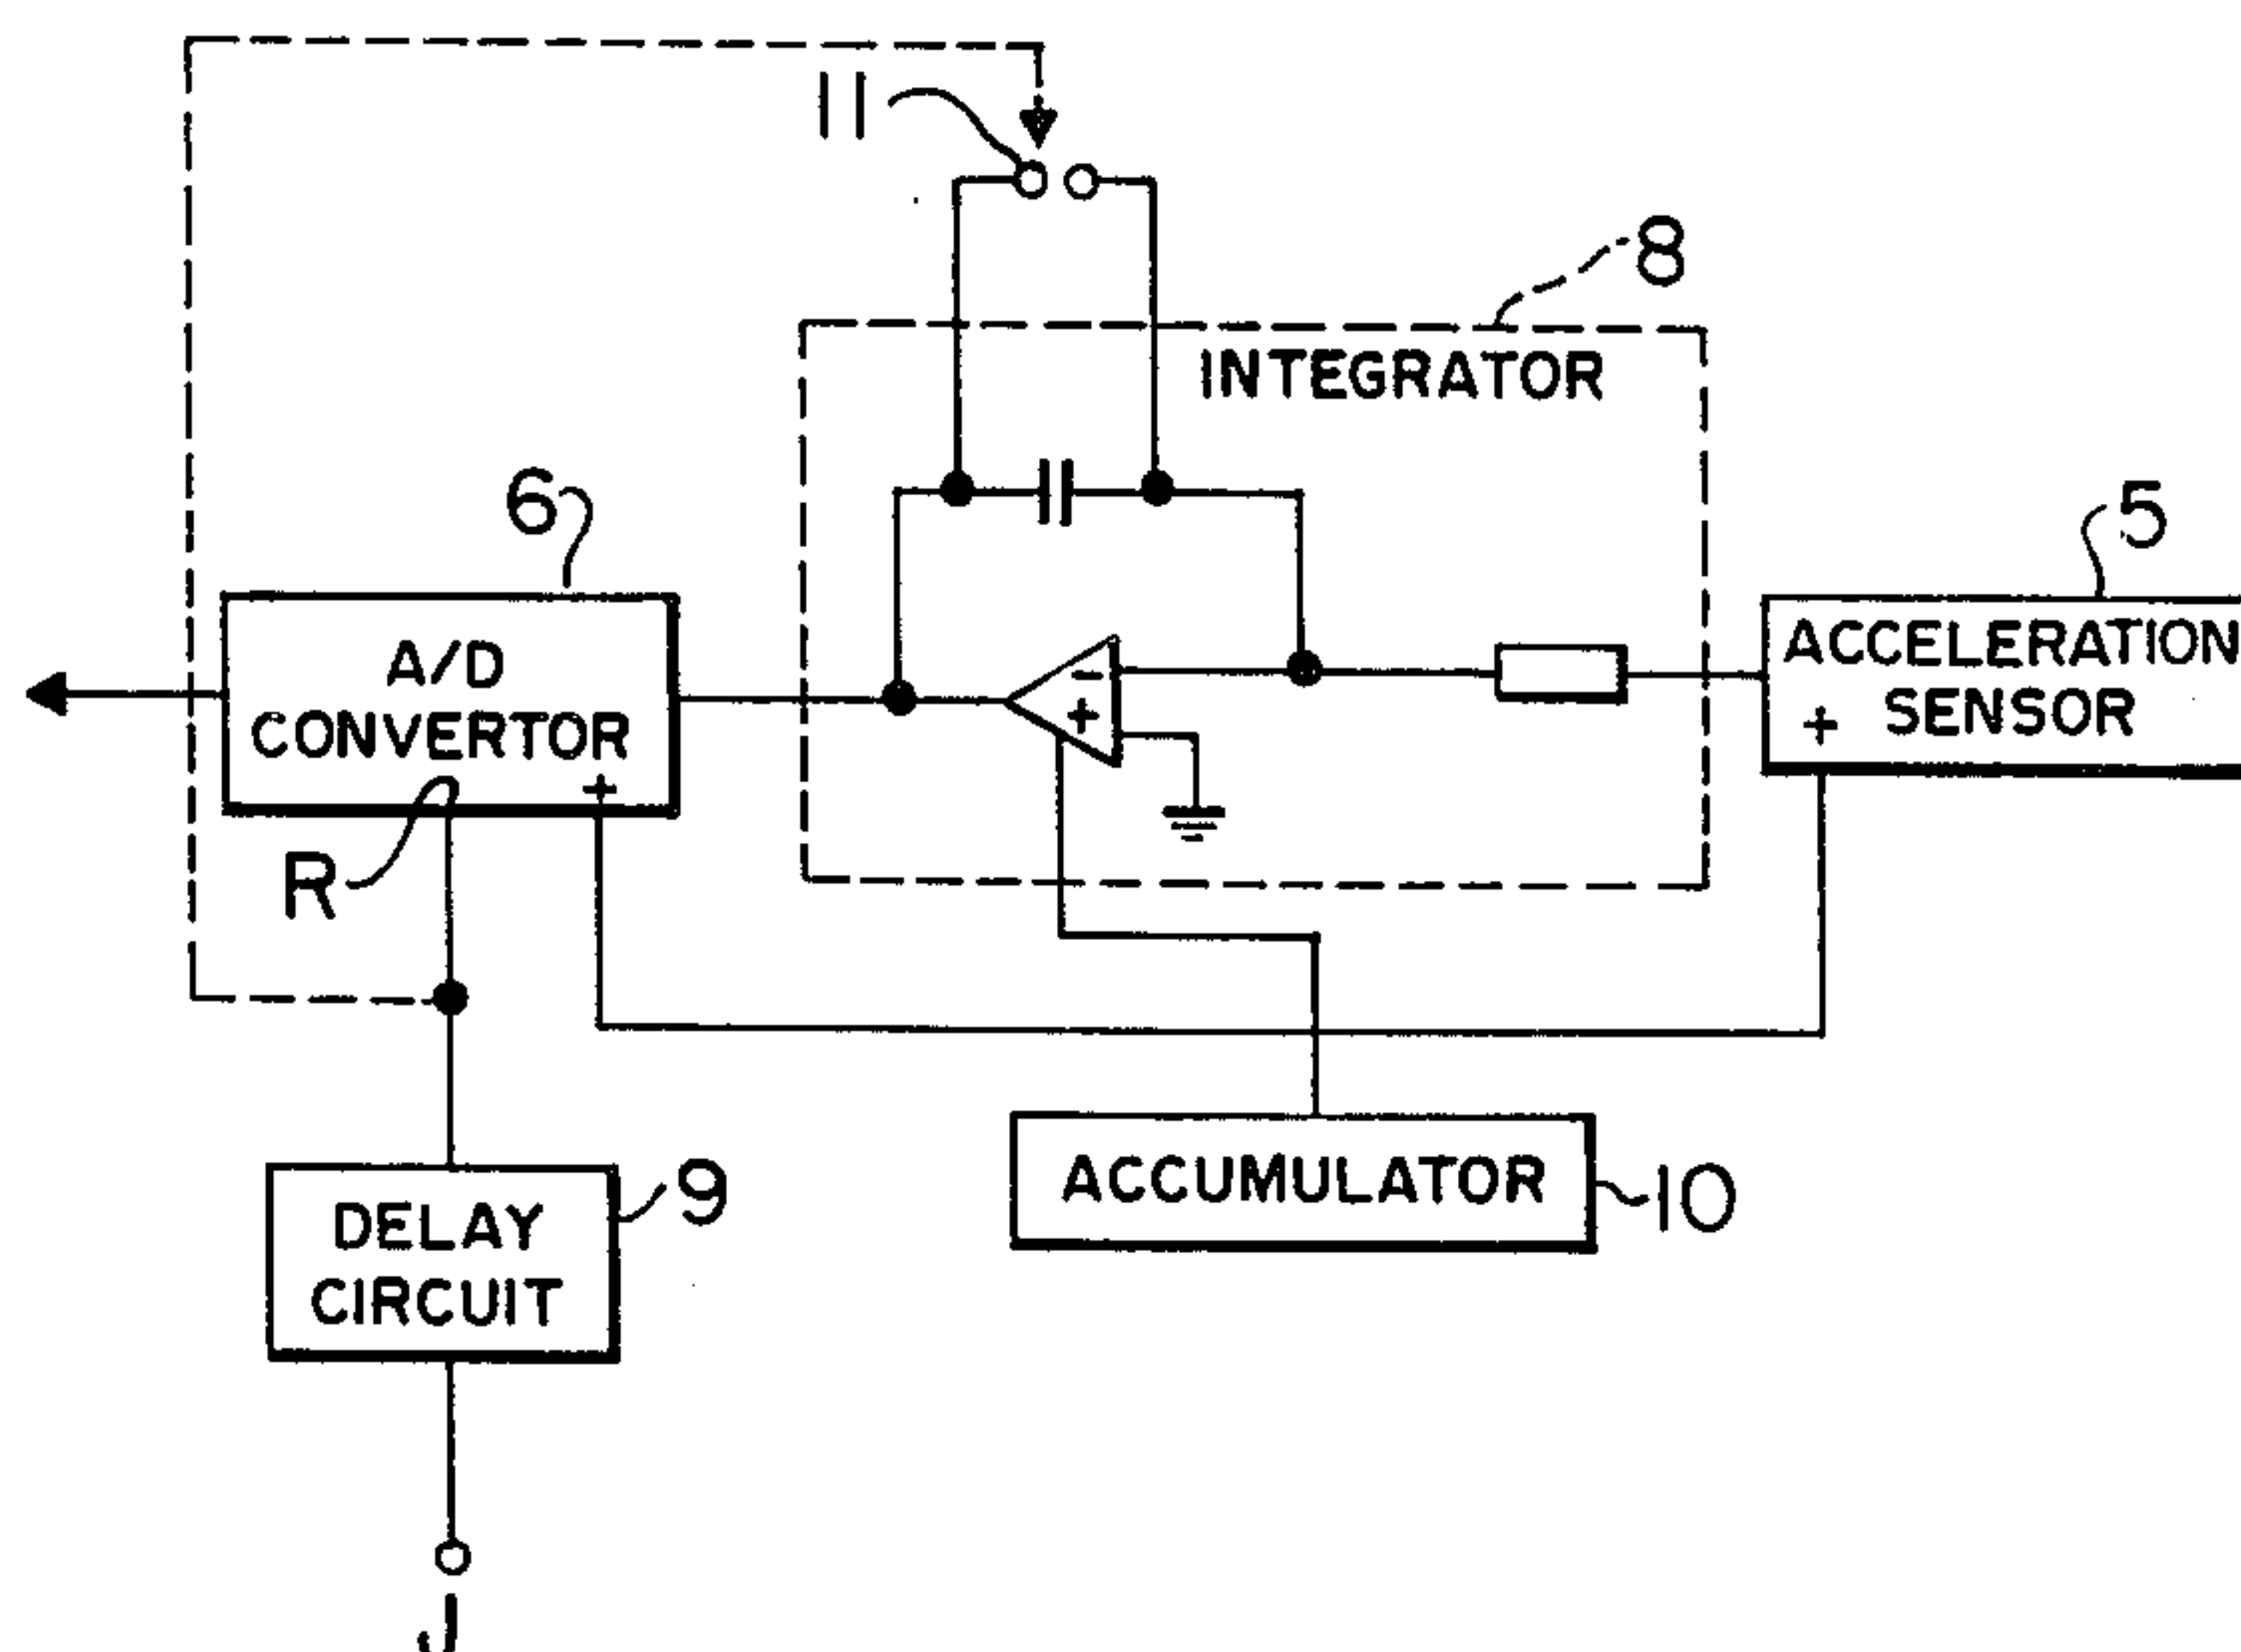 11
8
INTEGRATOR
6
5
A/D
CONVERTOR
+
-
+
ACCELERATION
SENSOR
+
R
DELAY
CIRCUIT
9
ACCUMULATOR
10
J